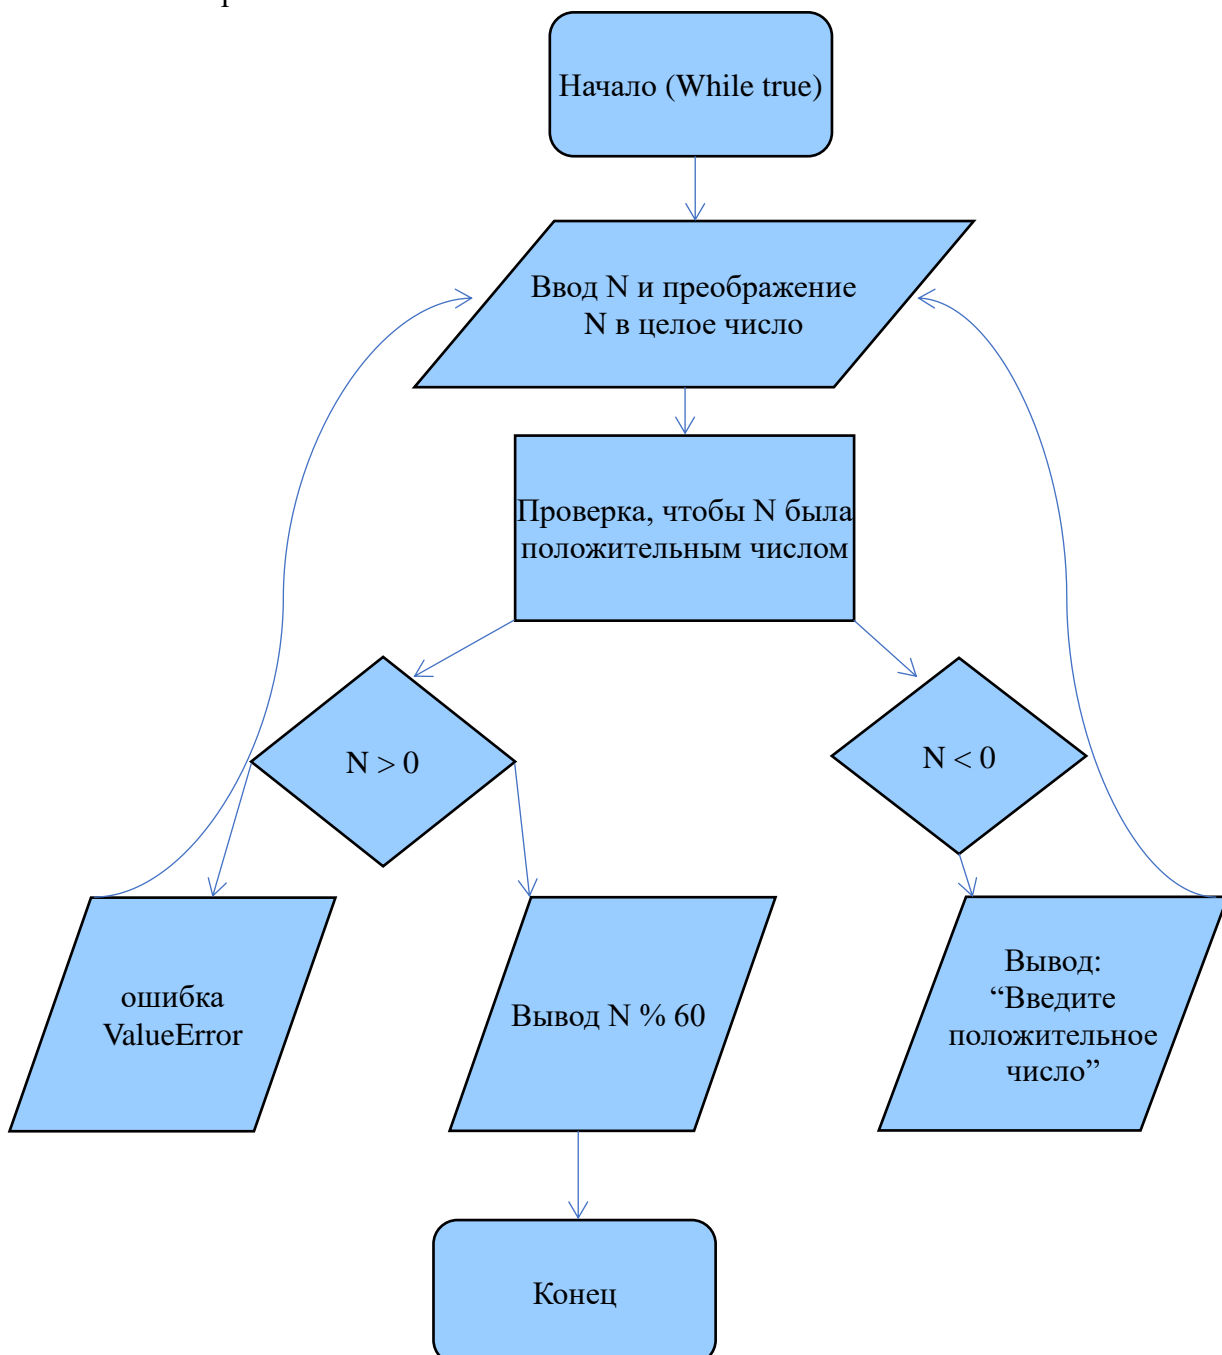 Начало (While true)
Ввод N и преображение
N в целое число
Проверка, чтобы N была
положительным числом
N > 0
N < 0
ошибка
ValueError
Вывод N % 60
Вывод:
“Введите
положительное
число”
Конец